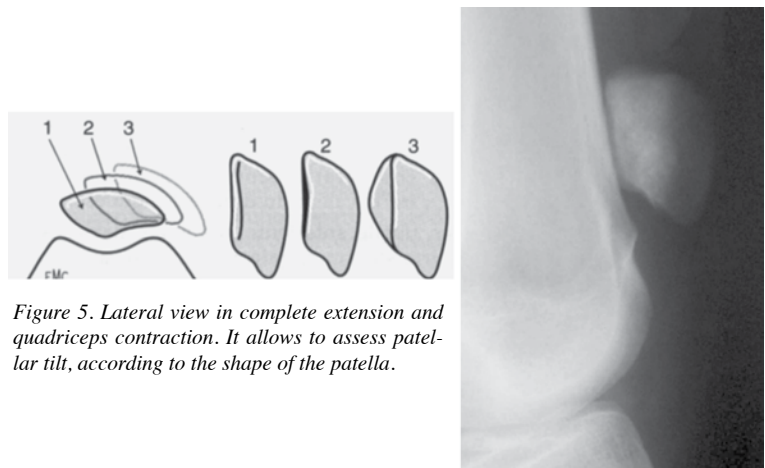 1 2 3
1 2 3
Figure 5. Lateral view in complete extension and
quadriceps contraction. It allows to assess patel-
lar tilt, according to the shape of the patella.